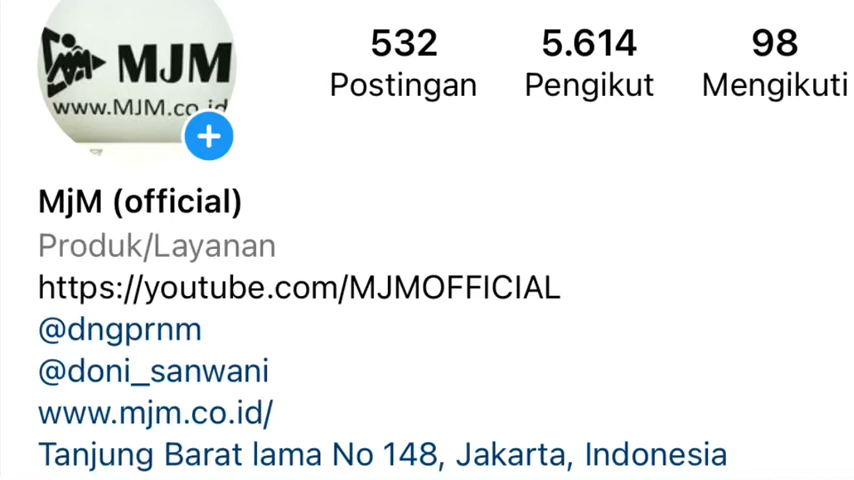 MJM
www.MJM.co.id
532 5.614 98
Postingan Pengikut Mengikuti
MjM (official)
Produk/Layanan
https://youtube.com/MJMOFFICIAL
@dngprnm
@doni_sanwani
www.mjm.co.id/
Tanjung Barat lama No 148, Jakarta, Indonesia